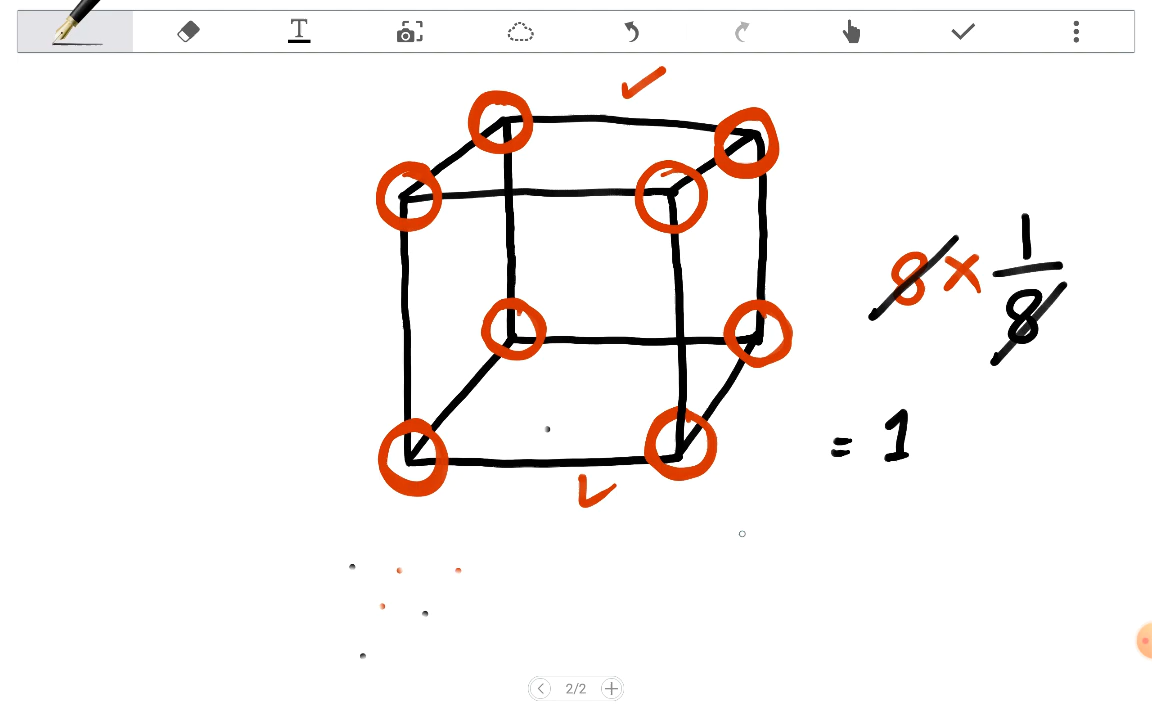 T
8 × 1/8
= 1
2/2